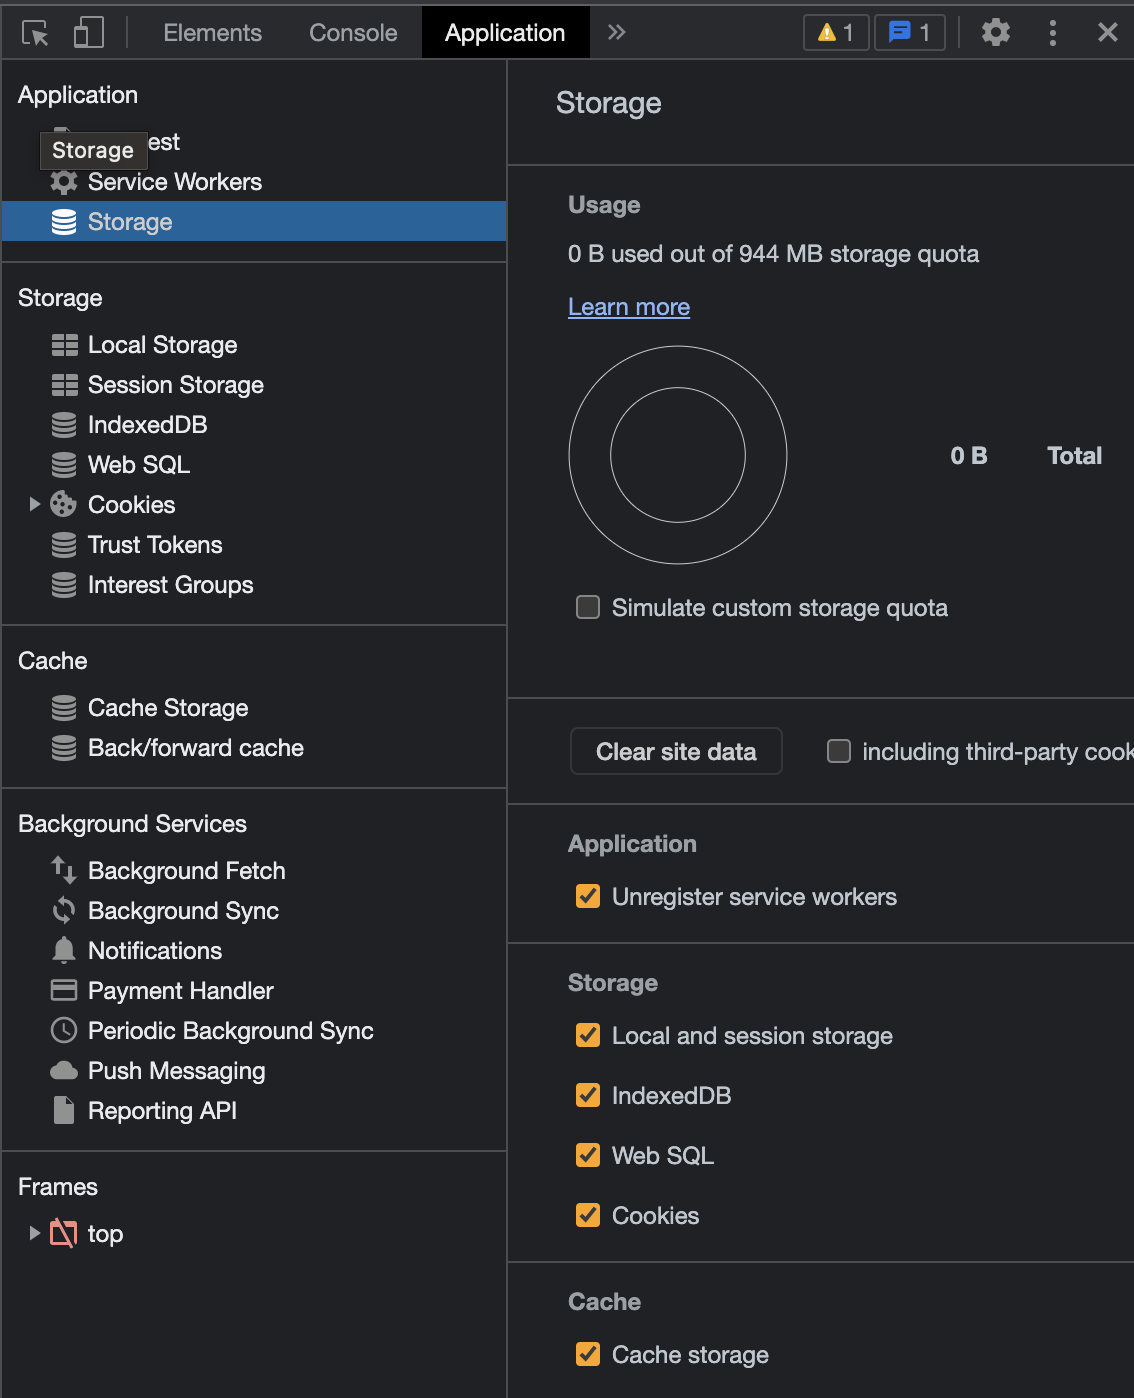 Elements Console Application 1 1
Application
est
Storage
Service Workers
Storage
Storage
Local Storage
Session Storage
IndexedDB
Web SQL
Cookies
Trust Tokens
Interest Groups
Cache
Cache Storage
Back/forward cache
Background Services
Background Fetch
Background Sync
Notifications
Payment Handler
Periodic Background Sync
Push Messaging
Reporting API
Frames
top
Storage
Usage
0 B used out of 944 MB storage quota
Learn more
0 B Total
Simulate custom storage quota
Clear site data including third-party cook
Application
Unregister service workers
Storage
Local and session storage
IndexedDB
Web SQL
Cookies
Cache
Cache storage